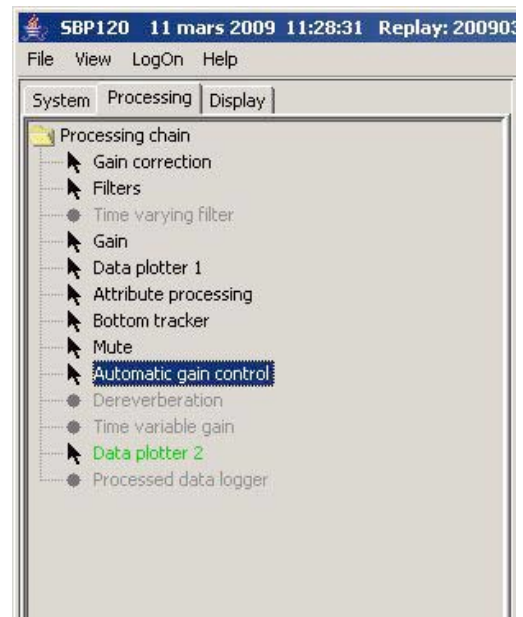 SBP120 11 mars 2009 11:28:31 Replay: 200903
File View LogOn Help
System Processing Display
Processing chain
Gain correction
Filters
Time varying filter
Gain
Data plotter 1
Attribute processing
Bottom tracker
Mute
Automatic gain control
Dereverberation
Time variable gain
Data plotter 2
Processed data logger